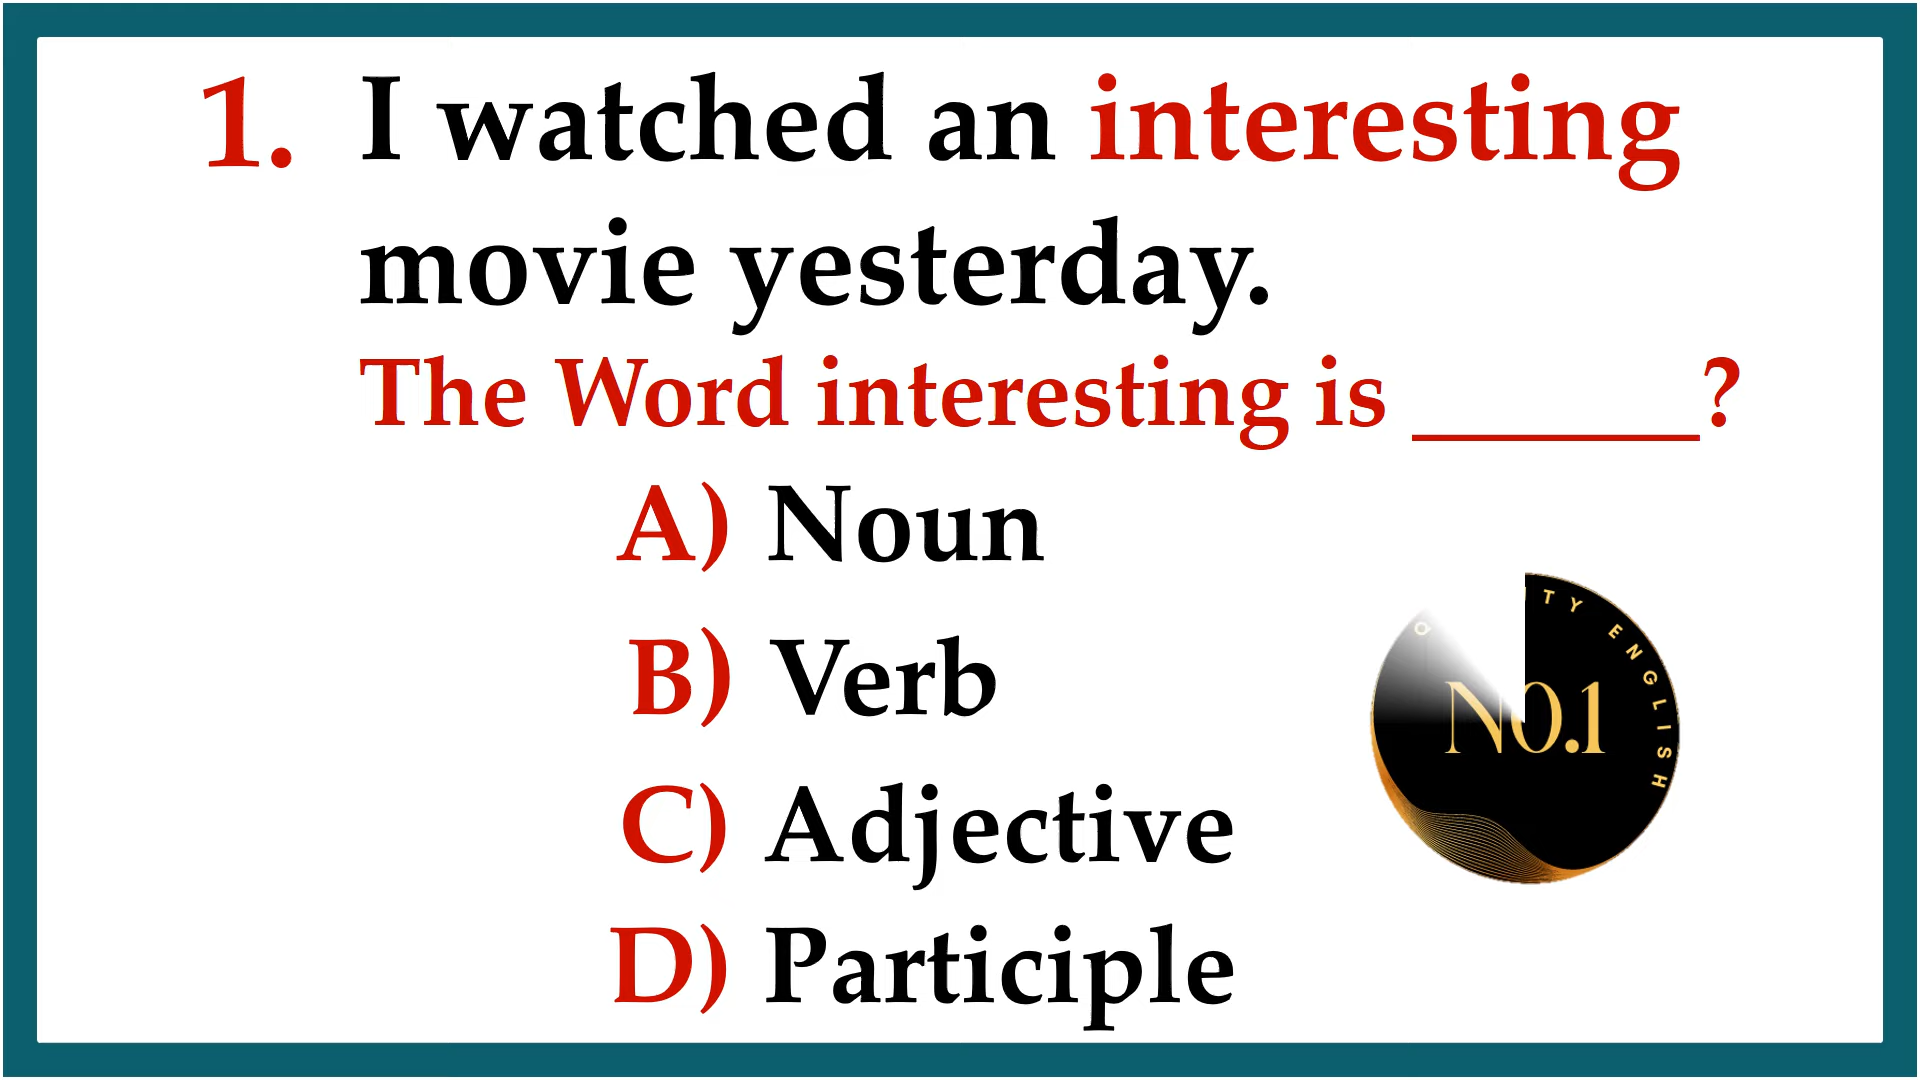 1. I watched an interesting
movie yesterday.
The Word interesting is ______?
A) Noun
B) Verb
C) Adjective
D) Participle
TY ENGLISH
NO.1